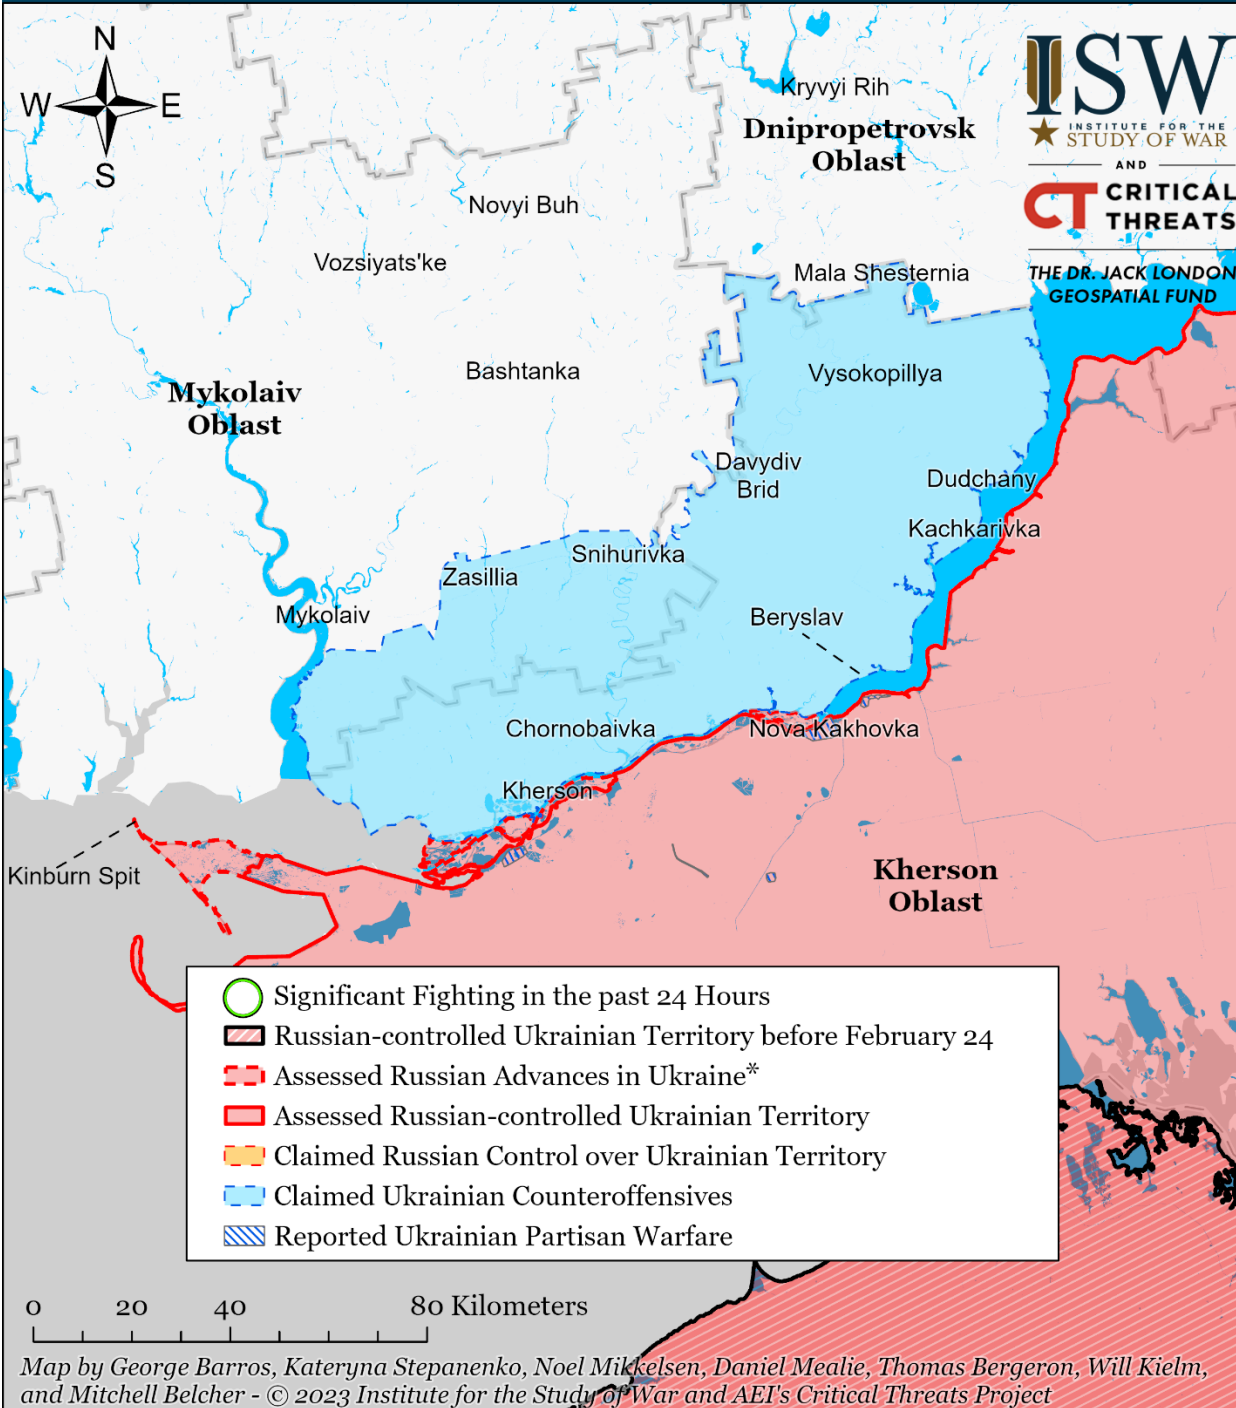 N
W
E
S
Kryvyi Rih
Dnipropetrovsk
Oblast
ISW
INSTITUTE FOR THE
STUDY OF WAR
AND
CT CRITICAL
THREATS
THE DR. JACK LONDON
GEOSPATIAL FUND
Novyi Buh
Vozsiyats'ke
Mala Shesternia
Bashtanka
Vysokopillya
Mykolaiv
Oblast
Davydiv
Brid
Dudchany
Kachkarivka
Snihurivka
Zasillia
Mykolaiv
Beryslav
Chornobaivka
Nova Kakhovka
Kherson
Kinburn Spit
Kherson
Oblast
Significant Fighting in the past 24 Hours
Russian-controlled Ukrainian Territory before February 24
Assessed Russian Advances in Ukraine*
Assessed Russian-controlled Ukrainian Territory
Claimed Russian Control over Ukrainian Territory
Claimed Ukrainian Counteroffensives
Reported Ukrainian Partisan Warfare
0 20 40 80 Kilometers
Map by George Barros, Kateryna Stepanenko, Noel Mikkelsen, Daniel Mealie, Thomas Bergeron, Will Kielm,
and Mitchell Belcher - © 2023 Institute for the Study of War and AEI's Critical Threats Project